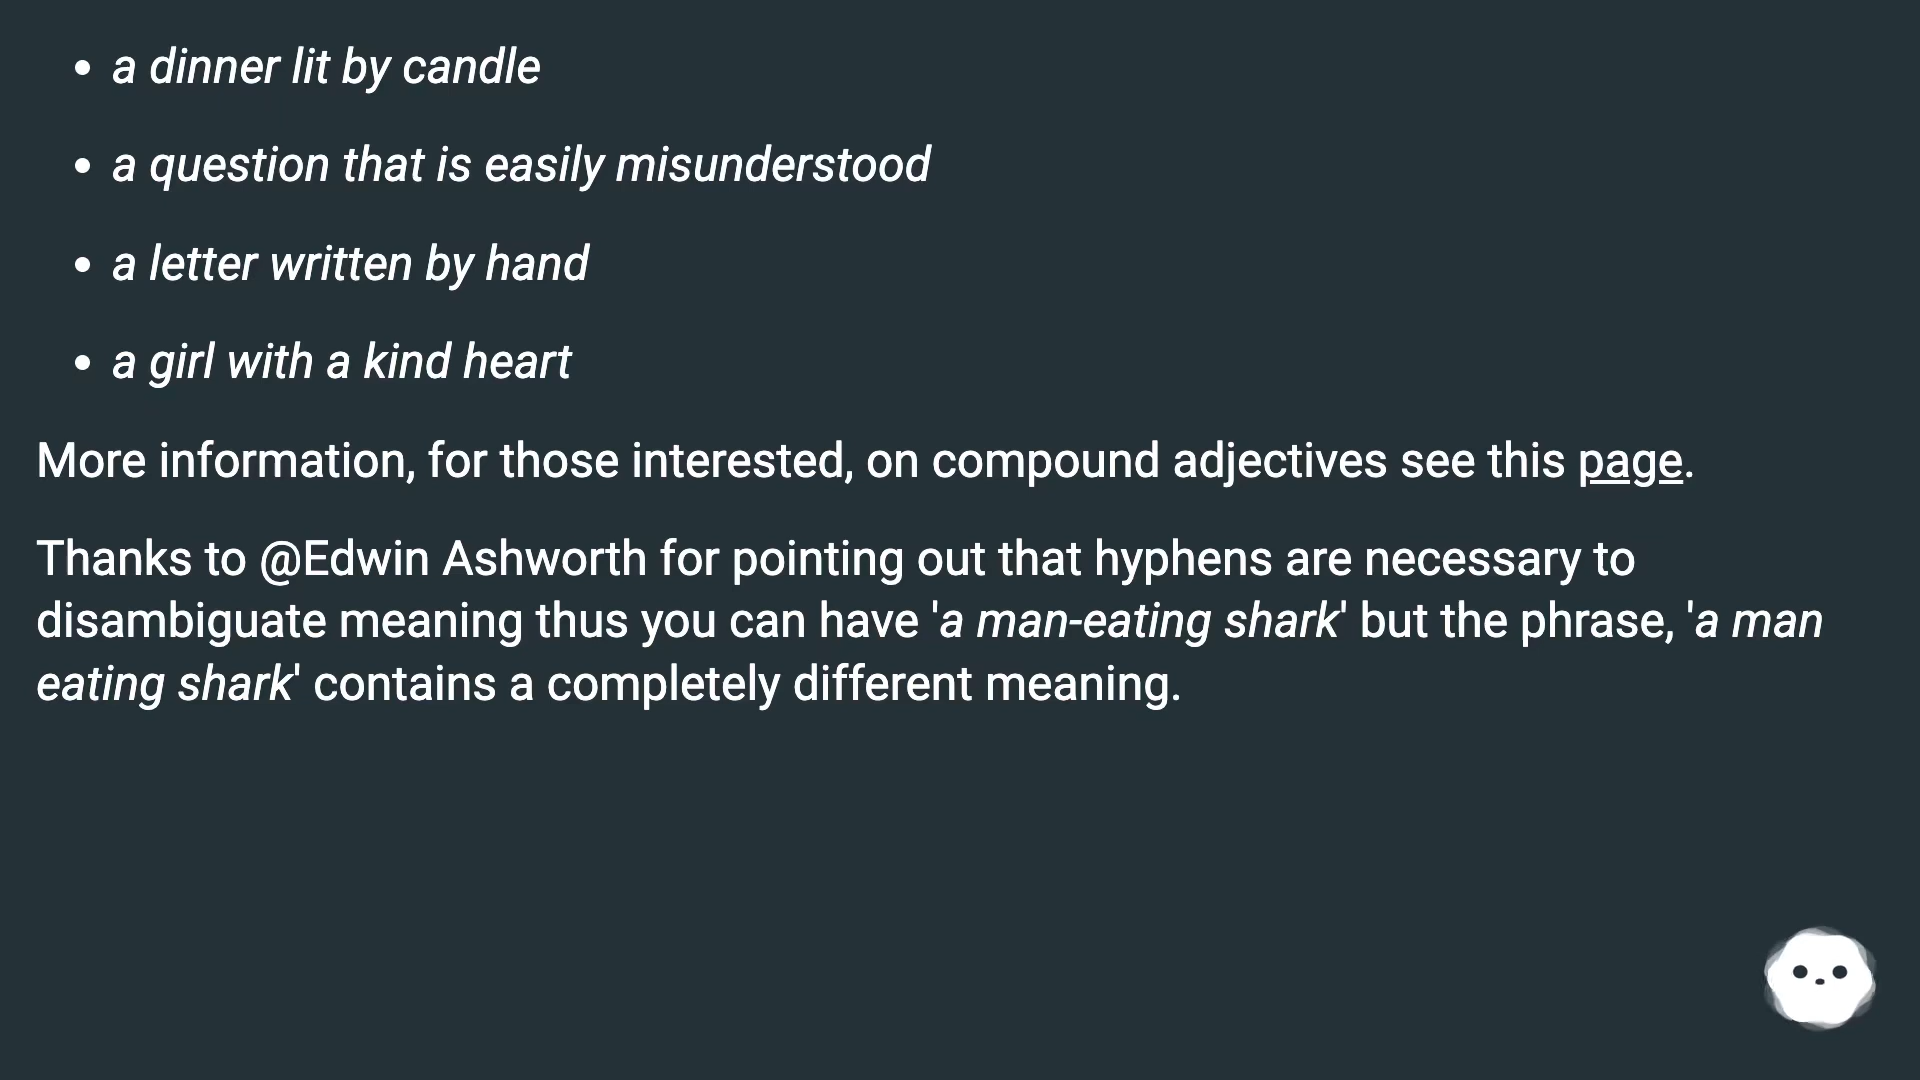 • a dinner lit by candle
• a question that is easily misunderstood
• a letter written by hand
• a girl with a kind heart
More information, for those interested, on compound adjectives see this page.
Thanks to @Edwin Ashworth for pointing out that hyphens are necessary to
disambiguate meaning thus you can have 'a man-eating shark' but the phrase, 'a man
eating shark' contains a completely different meaning.